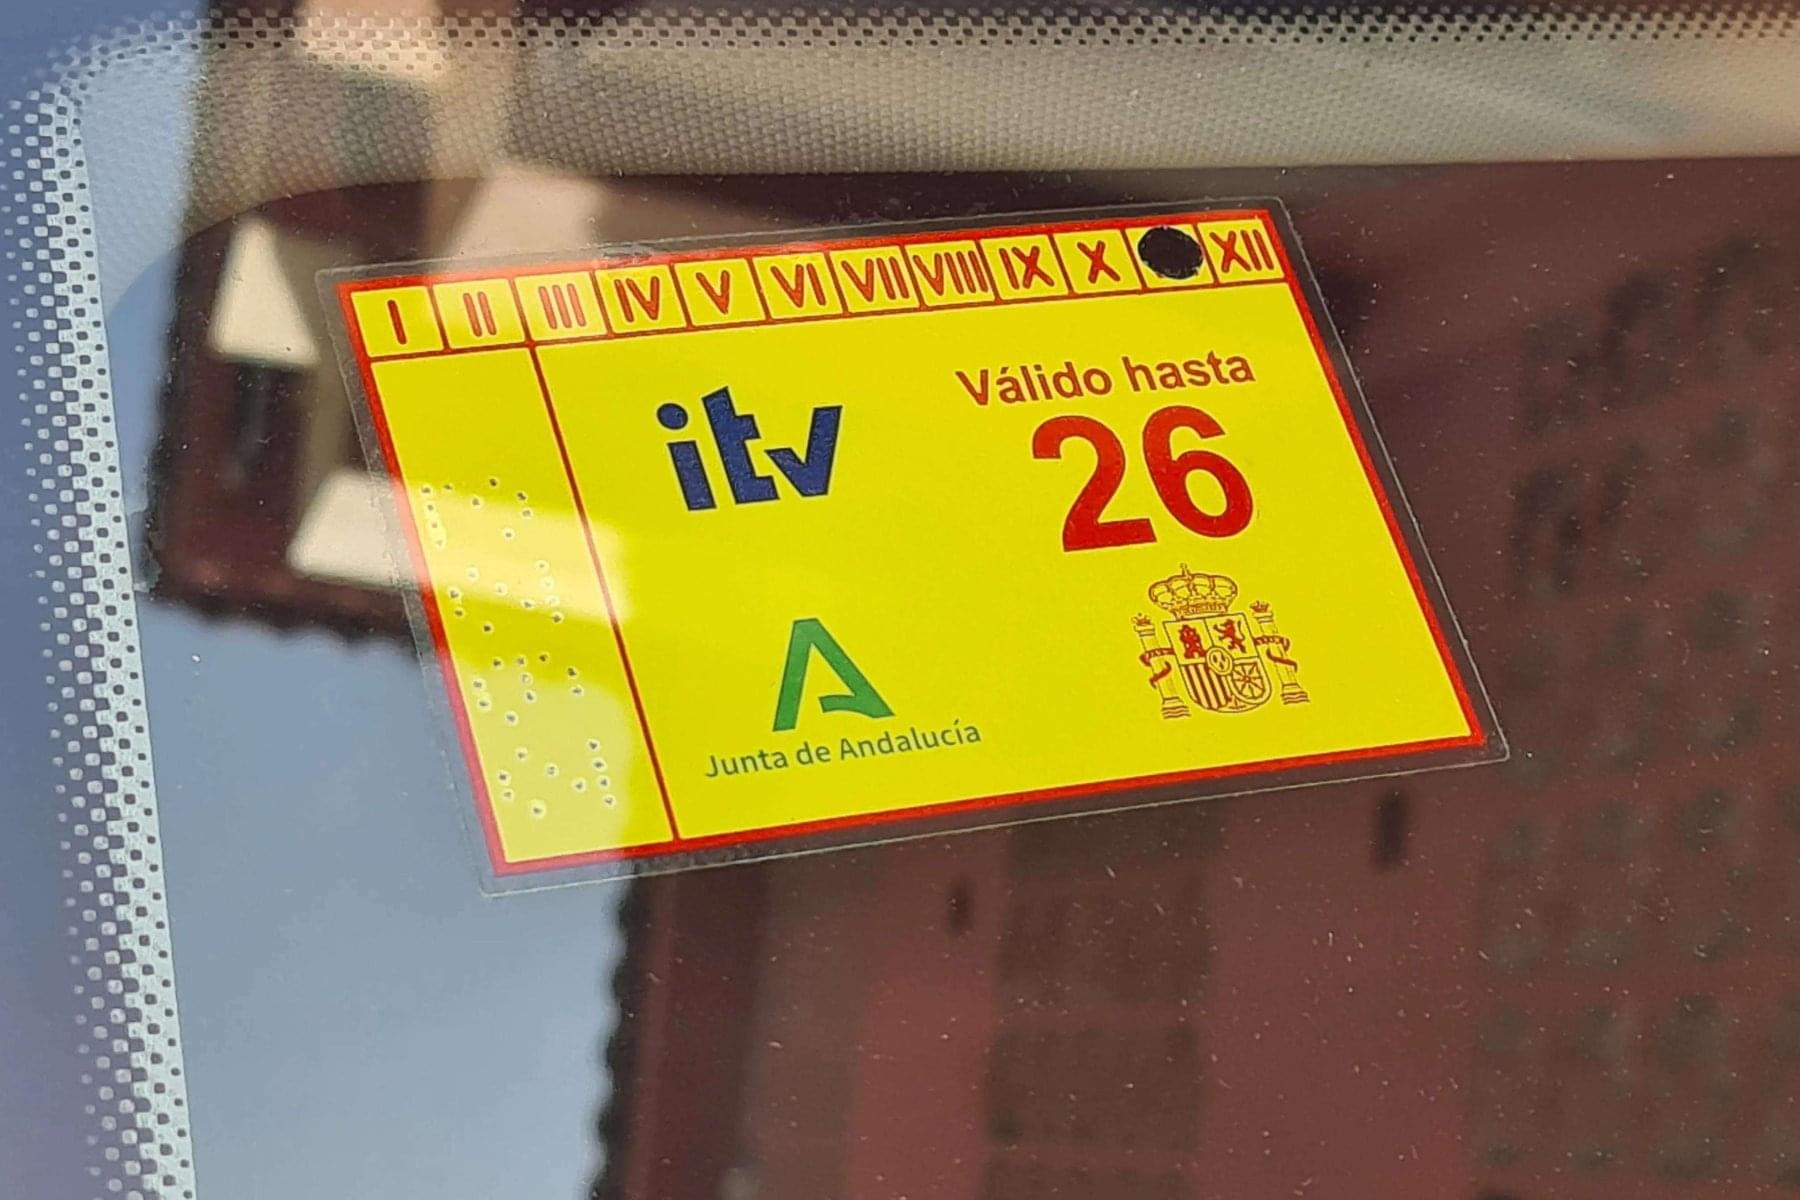 I II III IV V VI VII VIII IX X XII
itv
Válido hasta
26
Junta de Andalucía